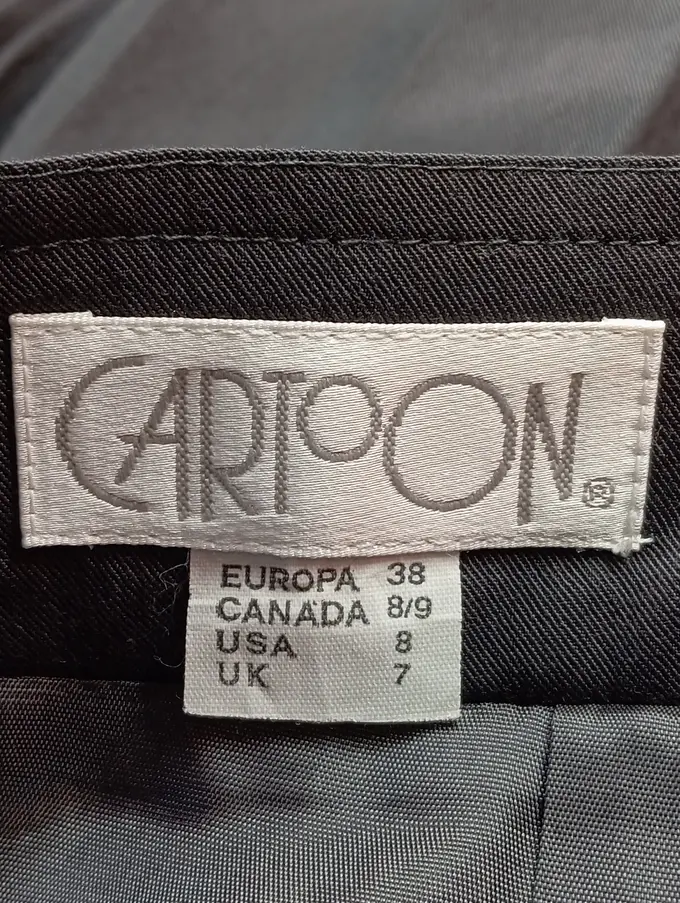 CARTOON®
EUROPA 38
CANADA 8/9
USA 8
UK 7